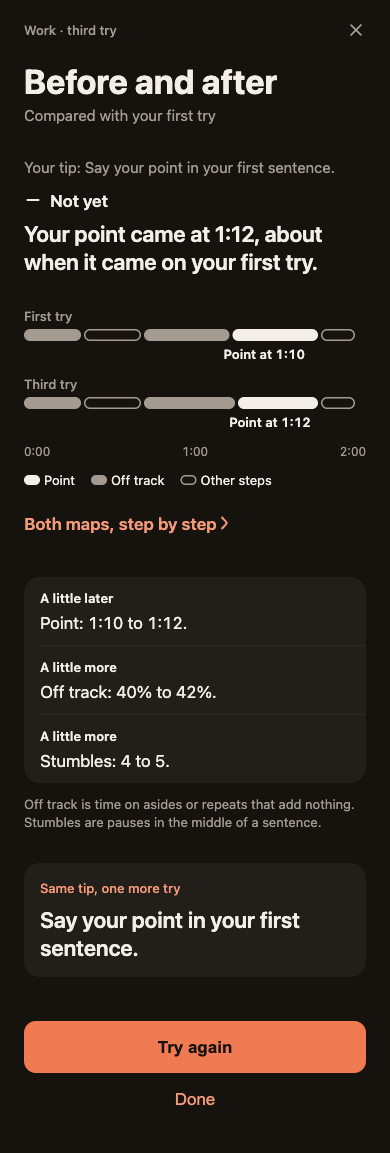 Work · third try
Before and after
Compared with your first try
Your tip: Say your point in your first sentence.
Not yet
Your point came at 1:12, about
when it came on your first try.
First try
Point at 1:10
Third try
Point at 1:12
0:00 1:00 2:00
Point Off track Other steps
Both maps, step by step
A little later
Point: 1:10 to 1:12.
A little more
Off track: 40% to 42%.
A little more
Stumbles: 4 to 5.
Off track is time on asides or repeats that add nothing.
Stumbles are pauses in the middle of a sentence.
Same tip, one more try
Say your point in your first
sentence.
Try again
Done